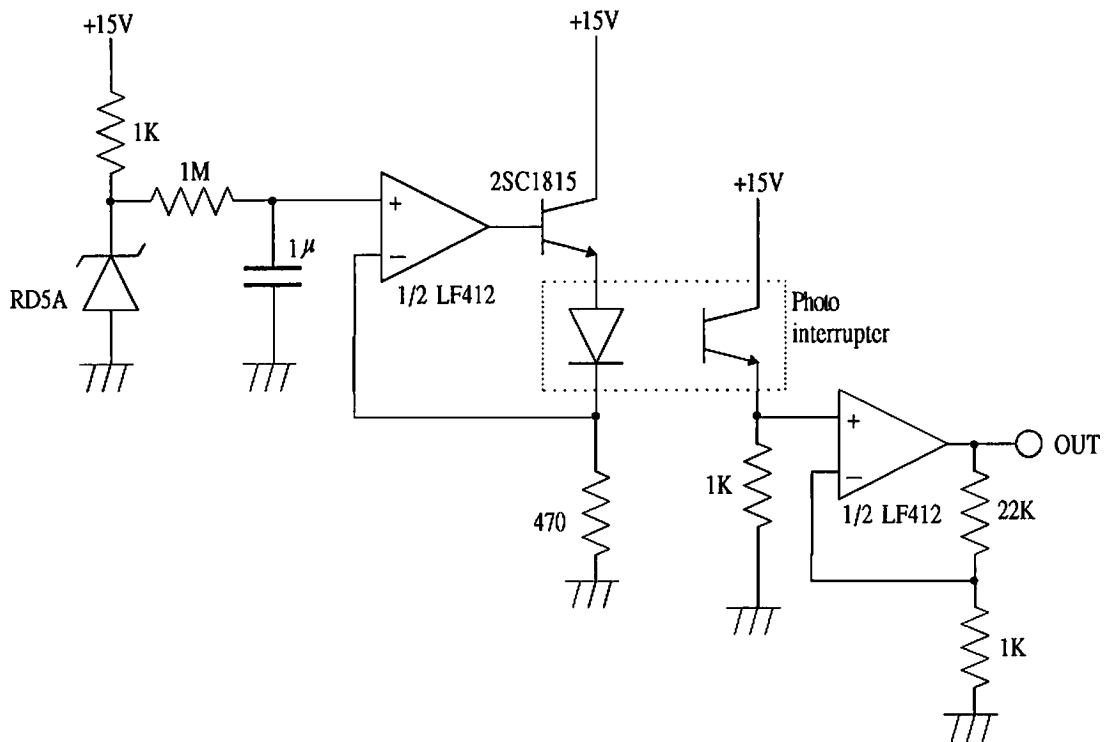 +15V
+15V
1K
1M
2SC1815
+15V
+
1μ
−
1/2 LF412
RD5A
Photo
interrupter
+
OUT
1K
−
1/2 LF412
22K
470
1K